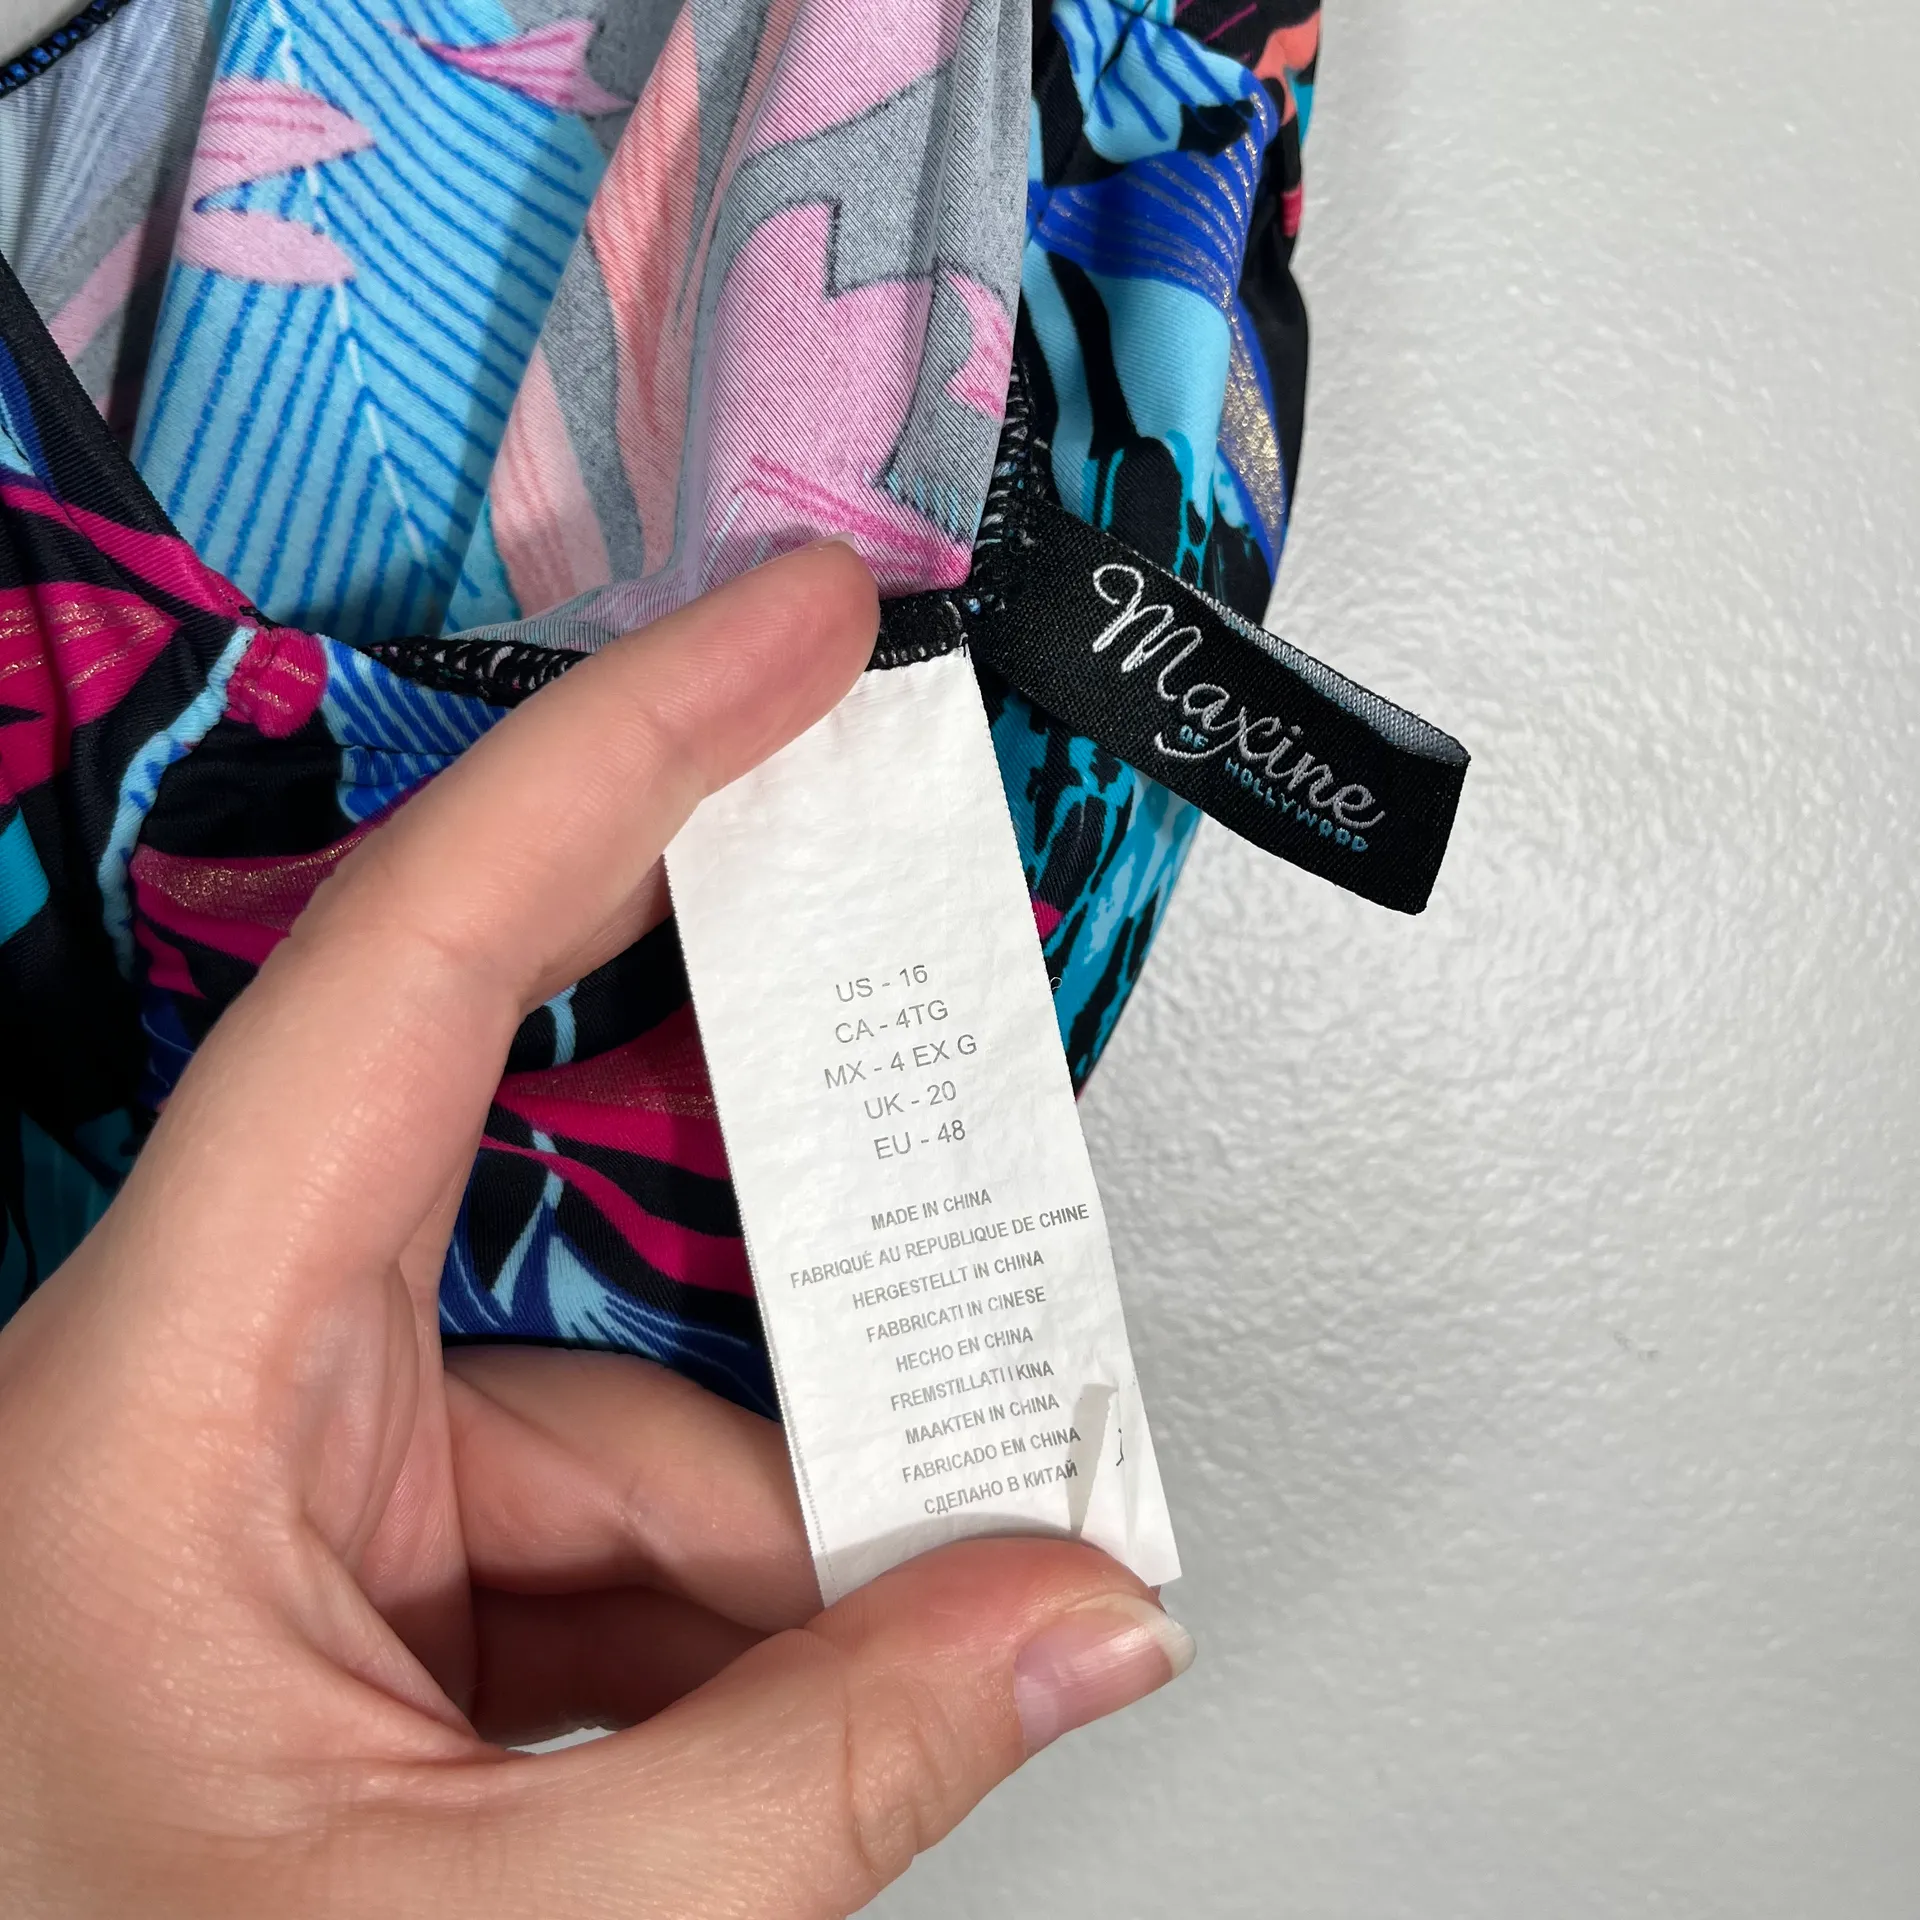 Maxine
OF HOLLYWOOD
US - 16
CA - 4TG
MX - 4 EX G
UK - 20
EU - 48
MADE IN CHINA
FABRIQUÉ AU REPUBLIQUE DE CHINE
HERGESTELLT IN CHINA
FABBRICATI IN CINESE
HECHO EN CHINA
FREMSTILLATI I KINA
MAAKTEN IN CHINA
FABRICADO EM CHINA
СДЕЛАНО В КИТАЙ